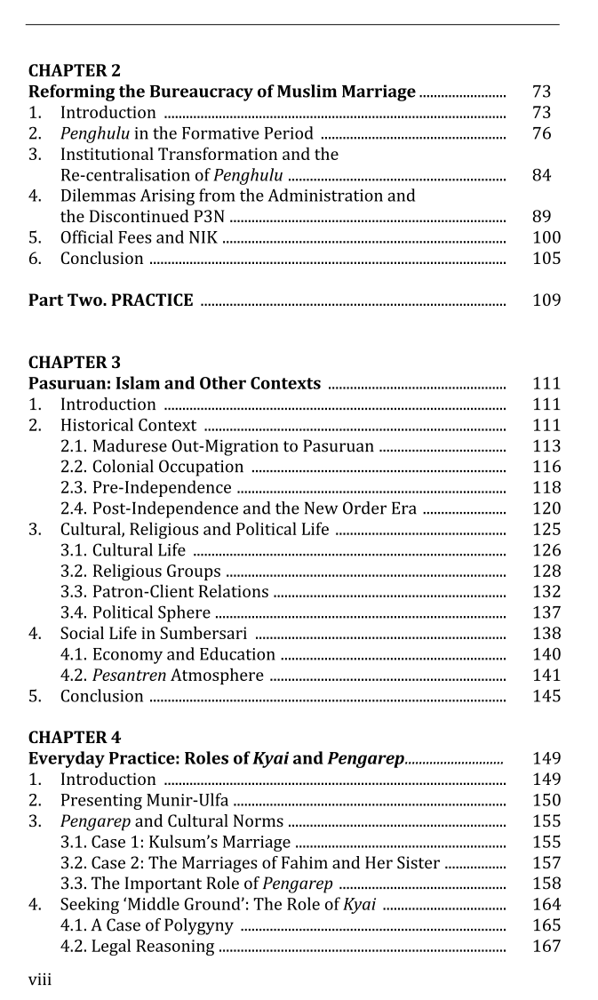 CHAPTER 2
Reforming the Bureaucracy of Muslim Marriage ........................ 73
1. Introduction ........................ 73
2. Penghulu in the Formative Period ........................ 76
3. Institutional Transformation and the
Re-centralisation of Penghulu ........................ 84
4. Dilemmas Arising from the Administration and
the Discontinued P3N ........................ 89
5. Official Fees and NIK ........................ 100
6. Conclusion ........................ 105
Part Two. PRACTICE ........................ 109
CHAPTER 3
Pasuruan: Islam and Other Contexts ........................ 111
1. Introduction ........................ 111
2. Historical Context ........................ 111
2.1. Madurese Out-Migration to Pasuruan ........................ 113
2.2. Colonial Occupation ........................ 116
2.3. Pre-Independence ........................ 118
2.4. Post-Independence and the New Order Era ........................ 120
3. Cultural, Religious and Political Life ........................ 125
3.1. Cultural Life ........................ 126
3.2. Religious Groups ........................ 128
3.3. Patron-Client Relations ........................ 132
3.4. Political Sphere ........................ 137
4. Social Life in Sumbersari ........................ 138
4.1. Economy and Education ........................ 140
4.2. Pesantren Atmosphere ........................ 141
5. Conclusion ........................ 145
CHAPTER 4
Everyday Practice: Roles of Kyai and Pengarep........................ 149
1. Introduction ........................ 149
2. Presenting Munir-Ulfa ........................ 150
3. Pengarep and Cultural Norms ........................ 155
3.1. Case 1: Kulsum’s Marriage ........................ 155
3.2. Case 2: The Marriages of Fahim and Her Sister ........................ 157
3.3. The Important Role of Pengarep ........................ 158
4. Seeking ‘Middle Ground’: The Role of Kyai ........................ 164
4.1. A Case of Polygyny ........................ 165
4.2. Legal Reasoning ........................ 167
viii